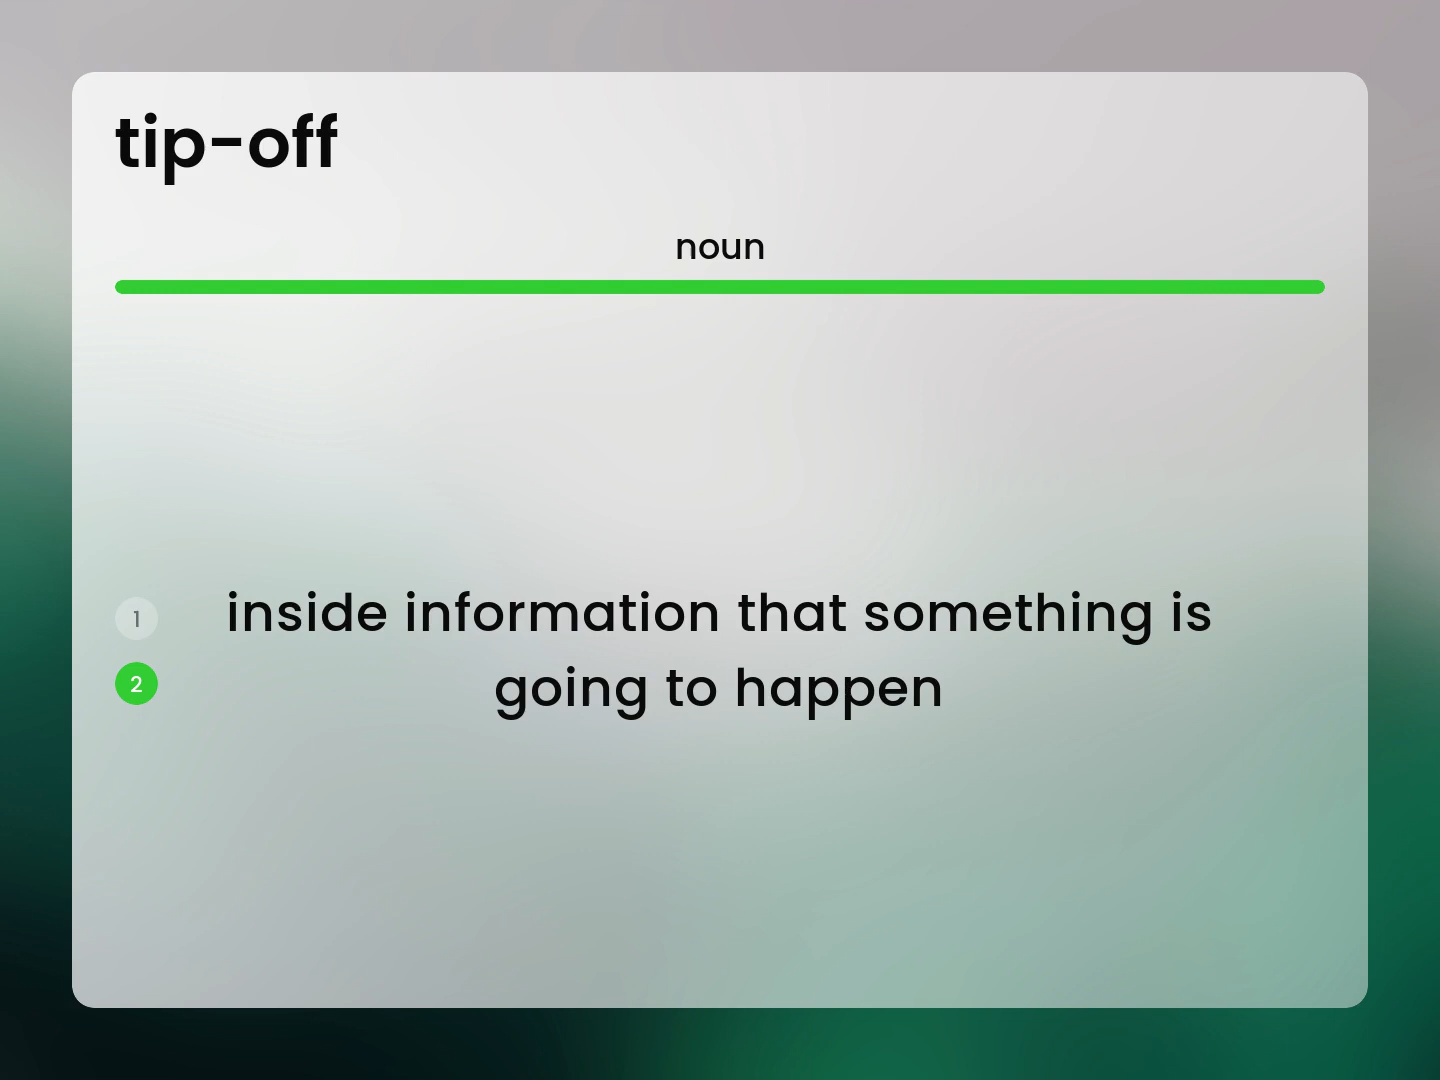 tip-off
noun
1
2
inside information that something is
going to happen